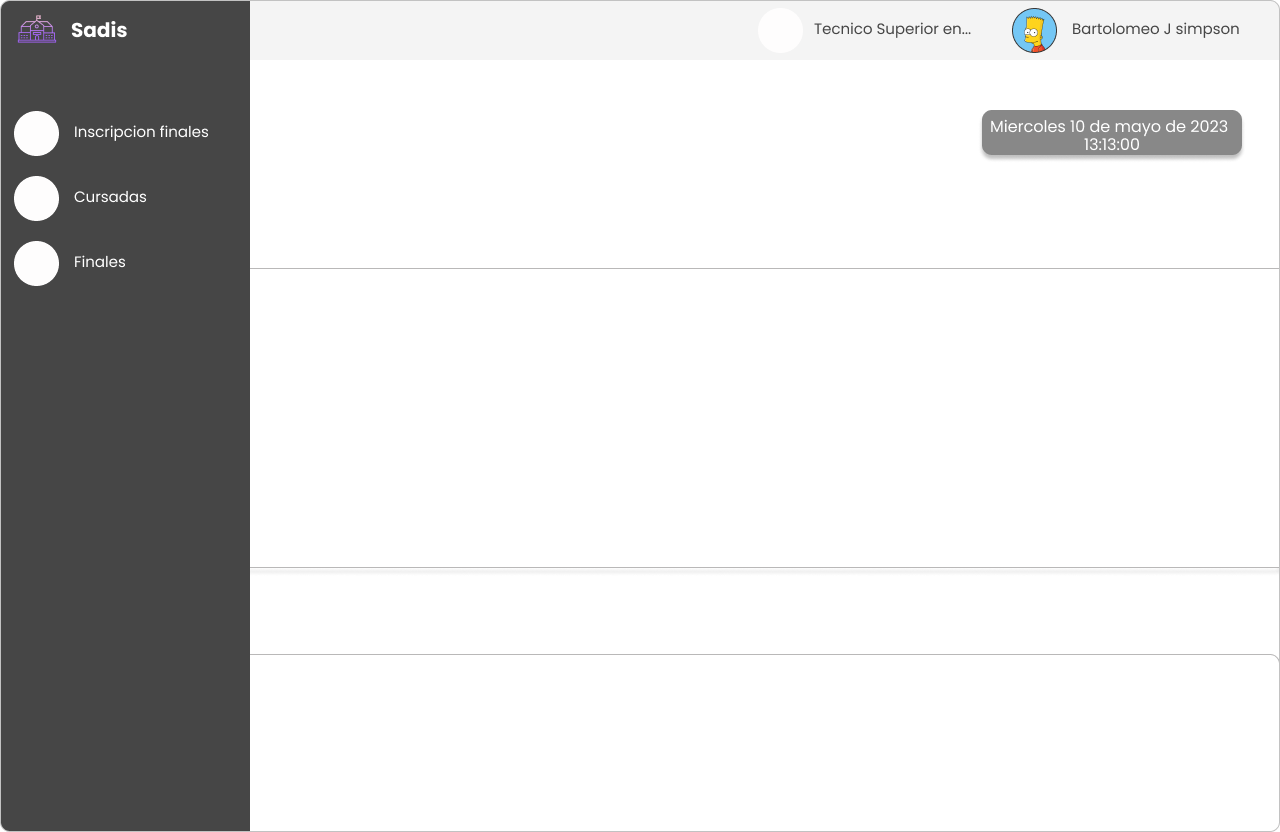 Sadis
Tecnico Superior en...
Bartolomeo J simpson
Inscripcion finales
Cursadas
Finales
Miercoles 10 de mayo de 2023
13:13:00